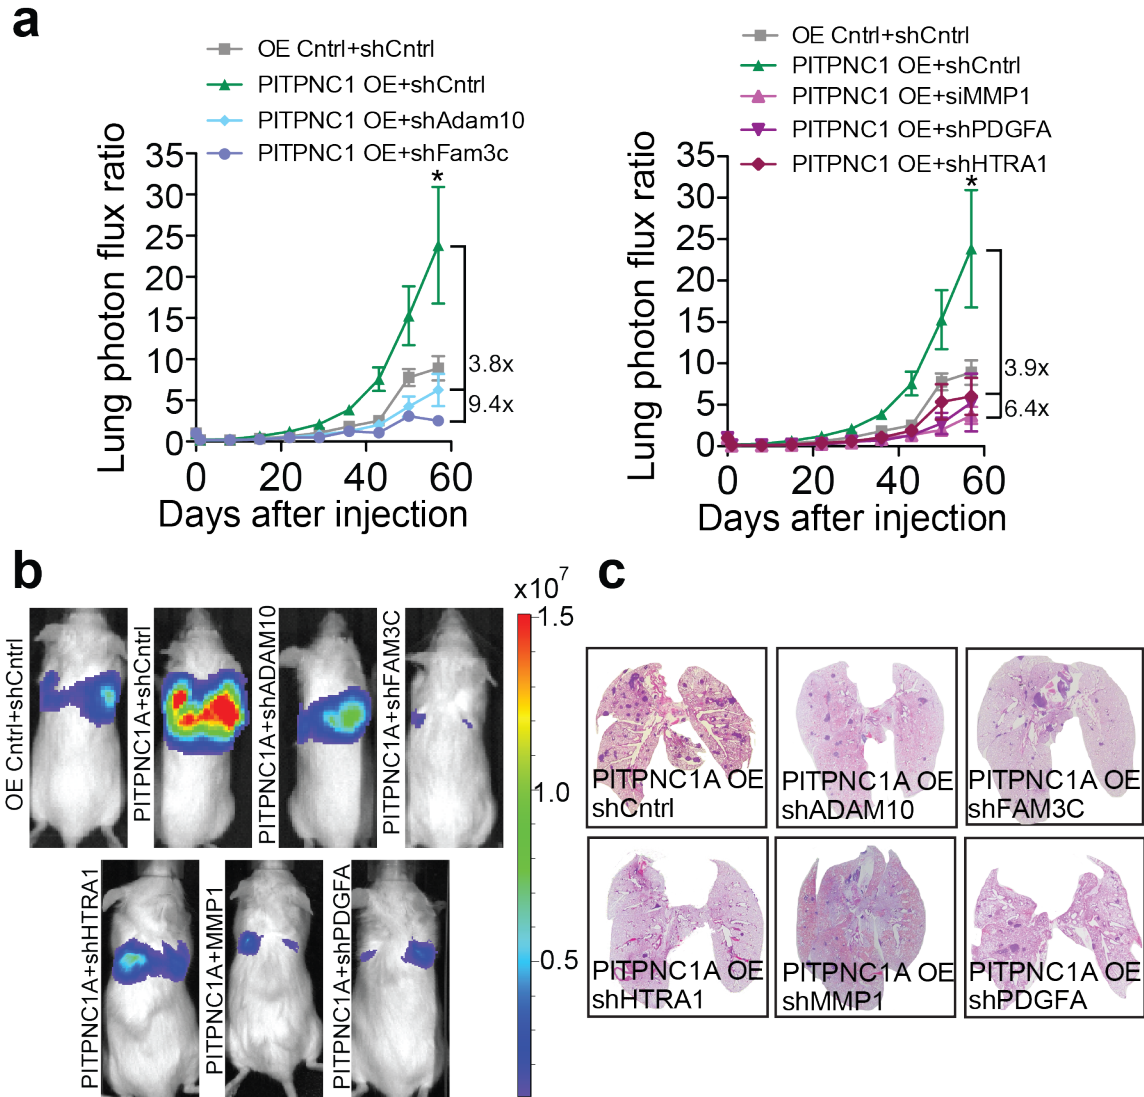 a
OE Cntrl+shCntrl
PITPNC1 OE+shCntrl
PITPNC1 OE+shAdam10
PITPNC1 OE+shFam3c
Lung photon flux ratio
35
30
25
20
15
10
5
0
*
3.8x
9.4x
0 20 40 60
Days after injection
OE Cntrl+shCntrl
PITPNC1 OE+shCntrl
PITPNC1 OE+siMMP1
PITPNC1 OE+shPDGFA
PITPNC1 OE+shHTRA1
Lung photon flux ratio
35
30
25
20
15
10
5
0
*
3.9x
6.4x
0 20 40 60
Days after injection
b
OE Cntrl+shCntrl
PITPNC1A+shCntrl
PITPNC1A+shADAM10
PITPNC1A+shFAM3C
PITPNC1A+shHTRA1
PITPNC1A+MMP1
PITPNC1A+shPDGFA
x10⁷
1.5
1.0
0.5
c
PITPNC1A OE
shCntrl
PITPNC1A OE
shADAM10
PITPNC1A OE
shFAM3C
PITPNC1A OE
shHTRA1
PITPNC1A OE
shMMP1
PITPNC1A OE
shPDGFA